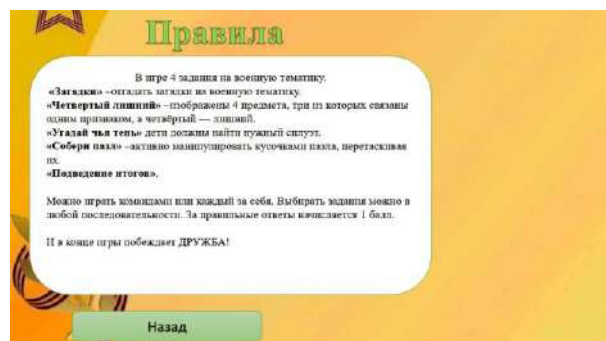 Правила
В игре 4 задания на военную тематику.
«Загадки» –отгадать загадки на военную тематику.
«Четвертый лишний» –изображены 4 предмета, три из которых связаны
одним признаком, а четвёртый — лишний.
«Угадай чья тень» дети должны найти нужный силуэт.
«Собери пазл» –активно манипулировать кусочками пазла, перетаскивая
их.
«Подведение итогов».
Можно играть командами или каждый за себя. Выбирать задания можно в
любой последовательности. За правильные ответы начисляется 1 балл.
И в конце игры побеждает ДРУЖБА!
Назад